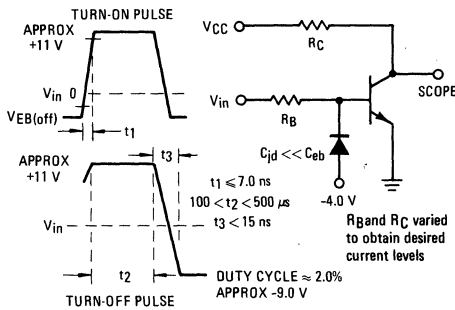 TURN-ON PULSE
APPROX
+11 V
Vin 0
VEB(off)
t1
APPROX
+11 V
t3
Vin
t1 ⩽ 7.0 ns
100 < t2 < 500 μs
t3 < 15 ns
t2
DUTY CYCLE ≈ 2.0%
APPROX -9.0 V
TURN-OFF PULSE
VCC
RC
SCOPE
Vin
RB
Cjd << Ceb
-4.0 V
RB and RC varied
to obtain desired
current levels